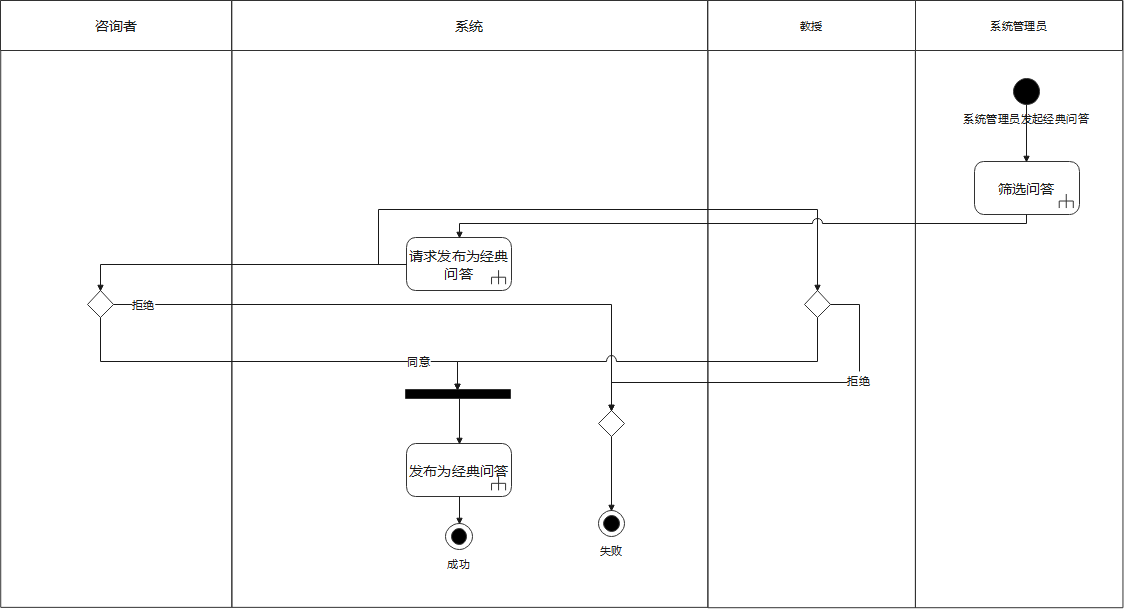 咨询者
系统
教授
系统管理员
系统管理员发起经典问答
筛选问答
请求发布为经典
问答
拒绝
同意
拒绝
发布为经典问答
失败
成功